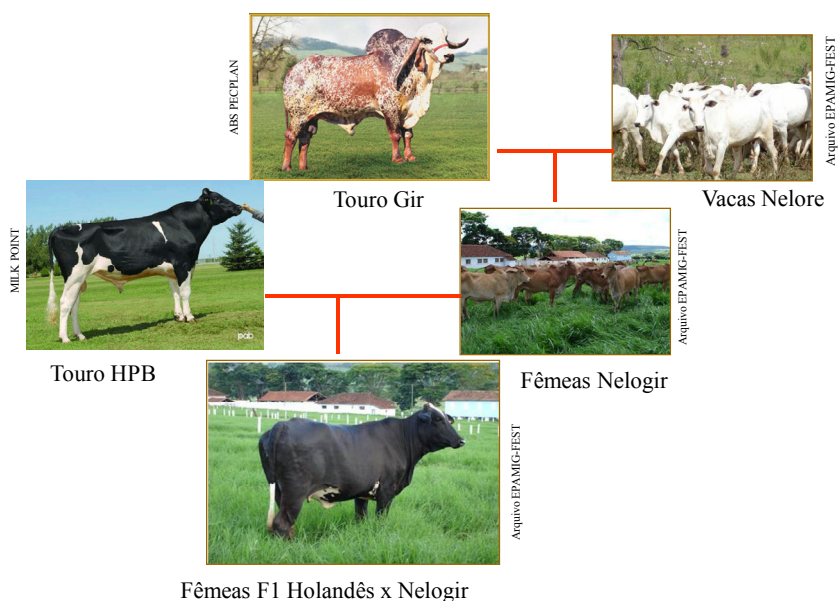 ABS PECPLAN
Arquivo EPAMIG-FEST
Touro Gir
Vacas Nelore
MILK POINT
pab
Arquivo EPAMIG-FEST
Touro HPB
Fêmeas Nelogir
Arquivo EPAMIG-FEST
Fêmeas F1 Holandês x Nelogir